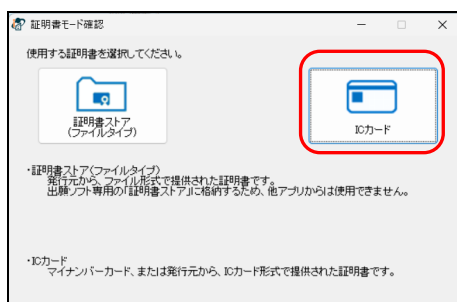 証明書モード確認
使用する証明書を選択してください。
証明書ストア
(ファイルタイプ)
ICカード
・証明書ストア(ファイルタイプ)
発行元から、ファイル形式で提供された証明書です。
出願ソフト専用の「証明書ストア」に格納するため、他アプリからは使用できません。
・ICカード
マイナンバーカード、または発行元から、ICカード形式で提供された証明書です。